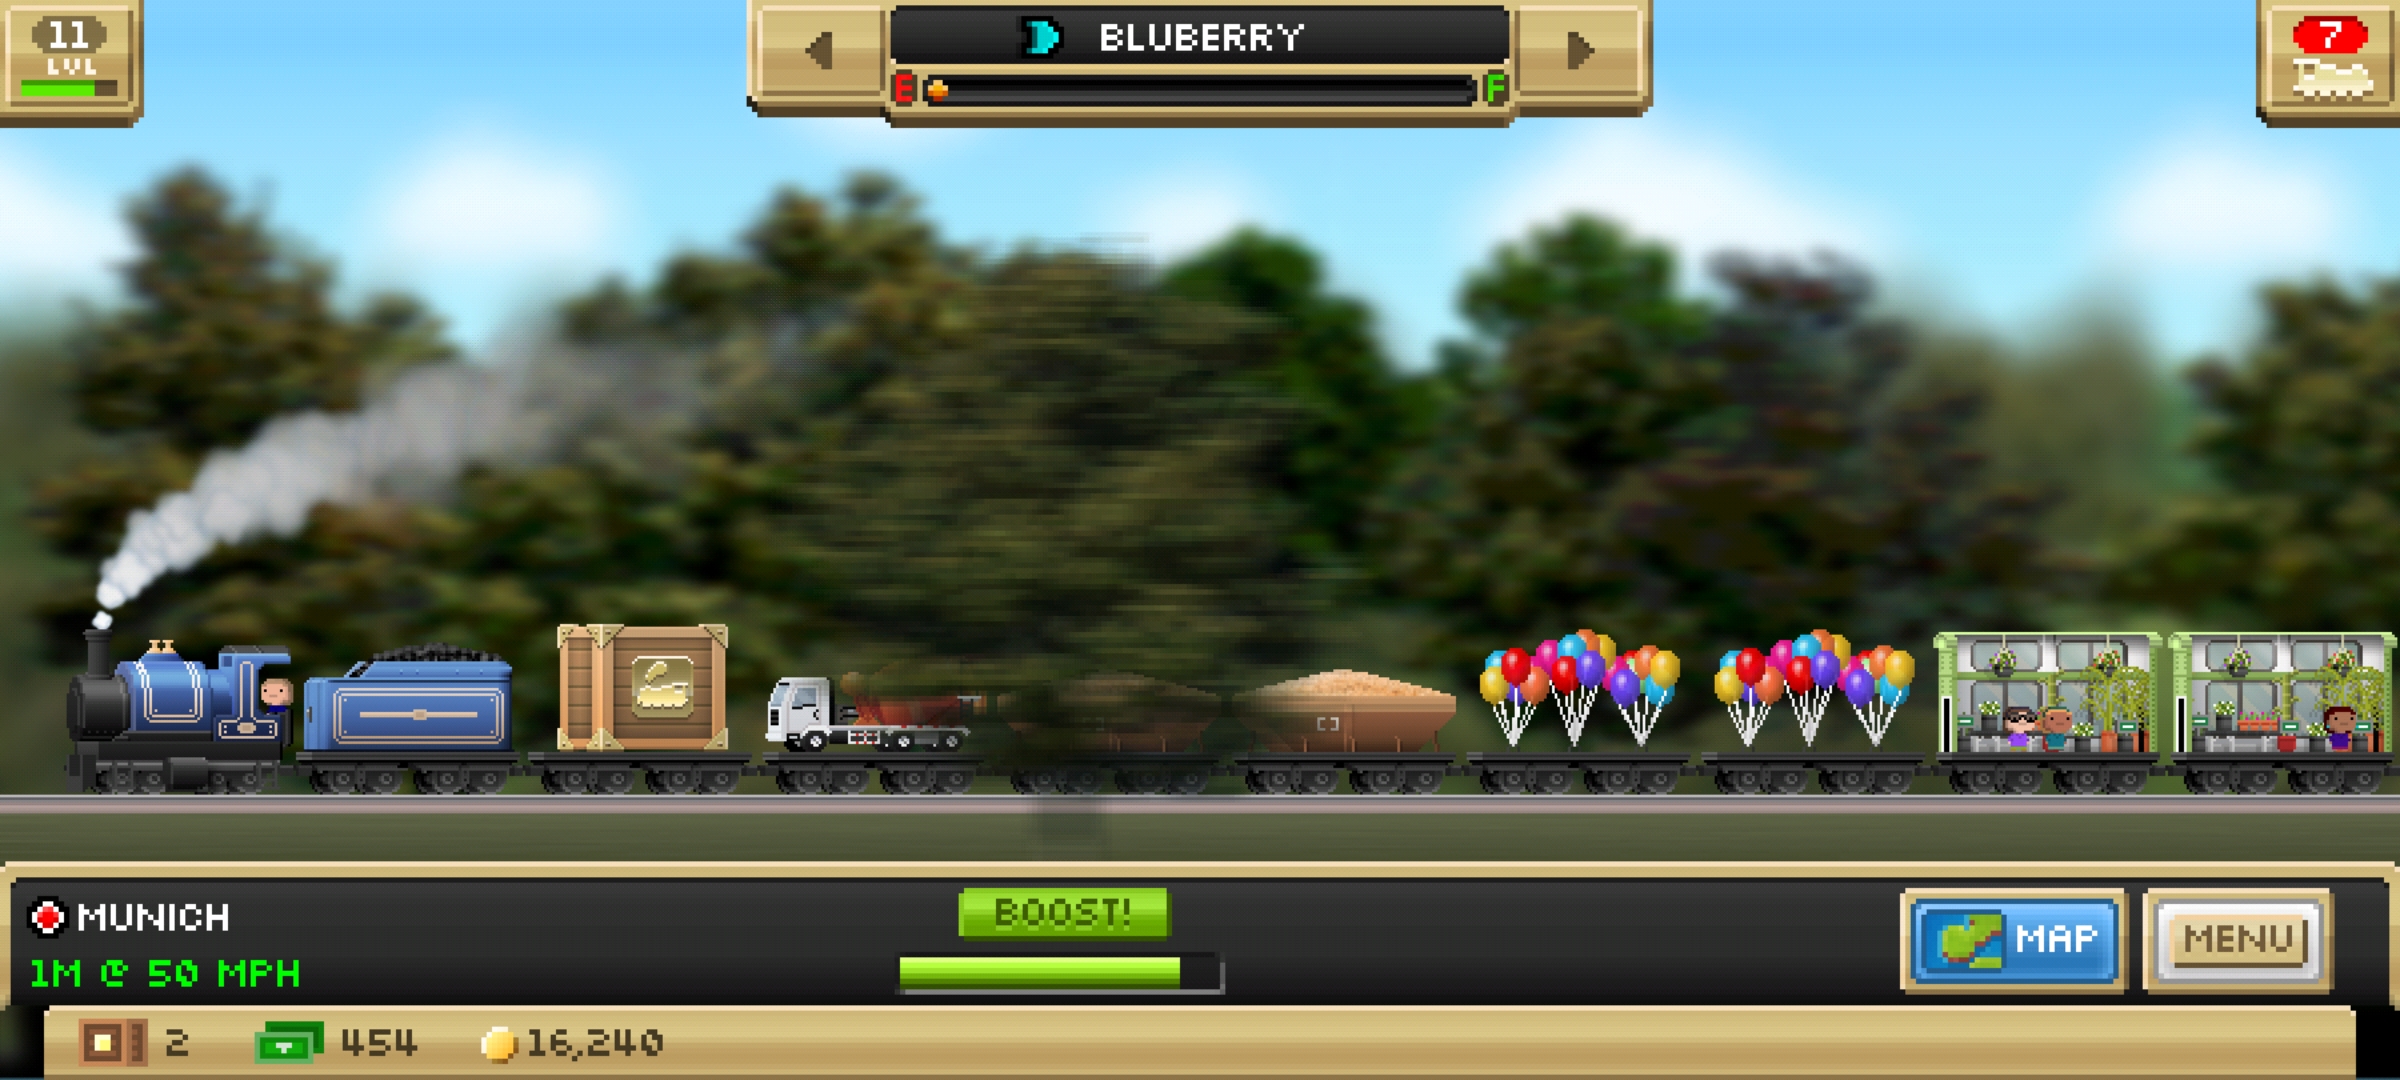 11
LVL
BLUBERRY
E F
7
MUNICH
1M @ 50 MPH
BOOST!
MAP
MENU
2 454 16,240